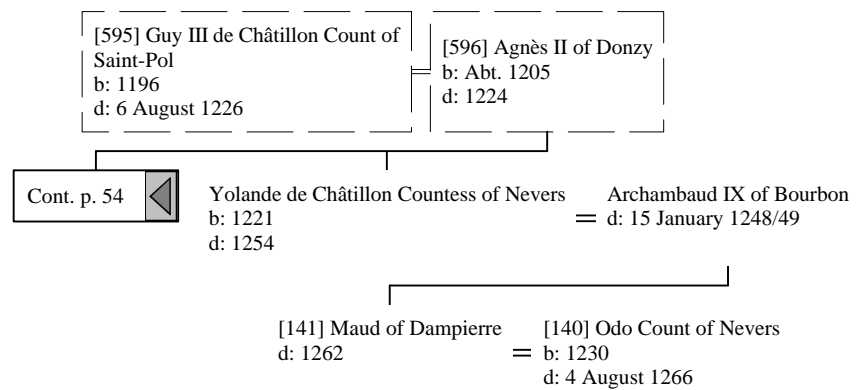 [595] Guy III de Châtillon Count of
Saint-Pol
b: 1196
d: 6 August 1226
[596] Agnès II of Donzy
b: Abt. 1205
d: 1224
Cont. p. 54
Yolande de Châtillon Countess of Nevers
b: 1221
d: 1254
=
Archambaud IX of Bourbon
d: 15 January 1248/49
[141] Maud of Dampierre
d: 1262
=
[140] Odo Count of Nevers
b: 1230
d: 4 August 1266